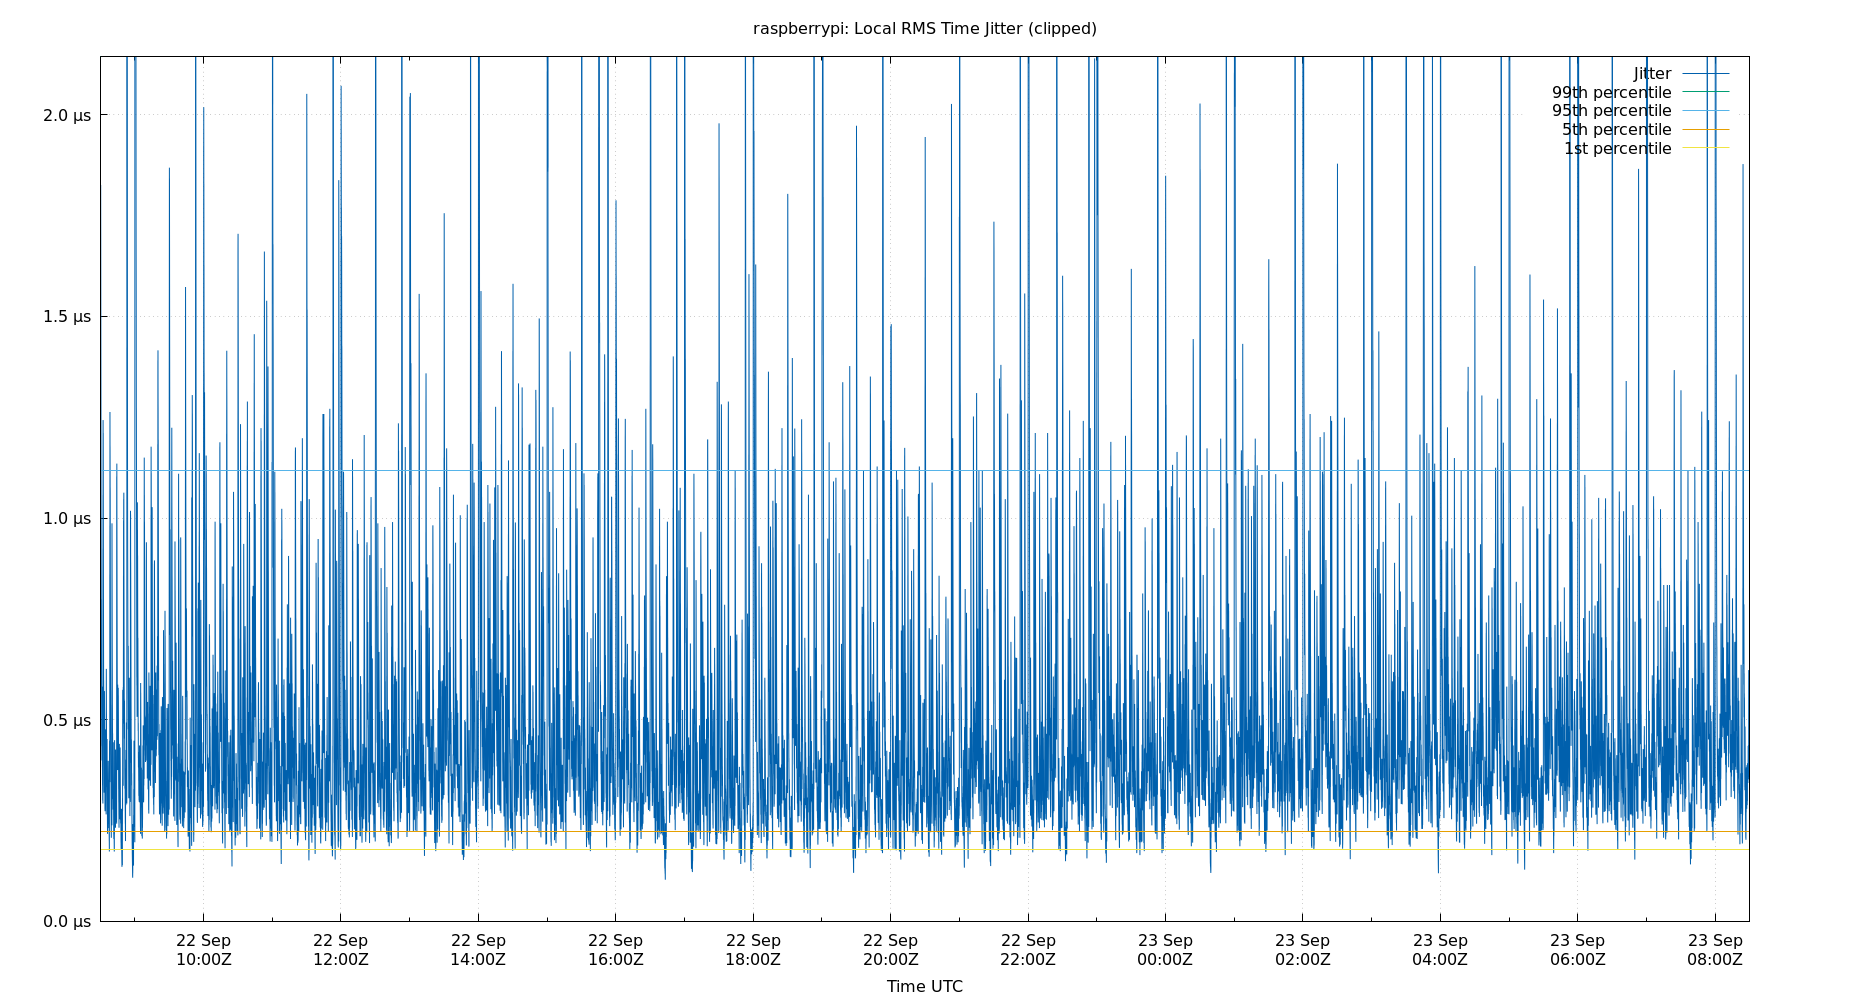 raspberrypi: Local RMS Time Jitter (clipped)
Jitter
99th percentile
95th percentile
5th percentile
1st percentile
2.0 µs
1.5 µs
1.0 µs
0.5 µs
0.0 µs
22 Sep 22 Sep 22 Sep 22 Sep 22 Sep 22 Sep 22 Sep 23 Sep 23 Sep 23 Sep 23 Sep 23 Sep
10:00Z 12:00Z 14:00Z 16:00Z 18:00Z 20:00Z 22:00Z 00:00Z 02:00Z 04:00Z 06:00Z 08:00Z
Time UTC